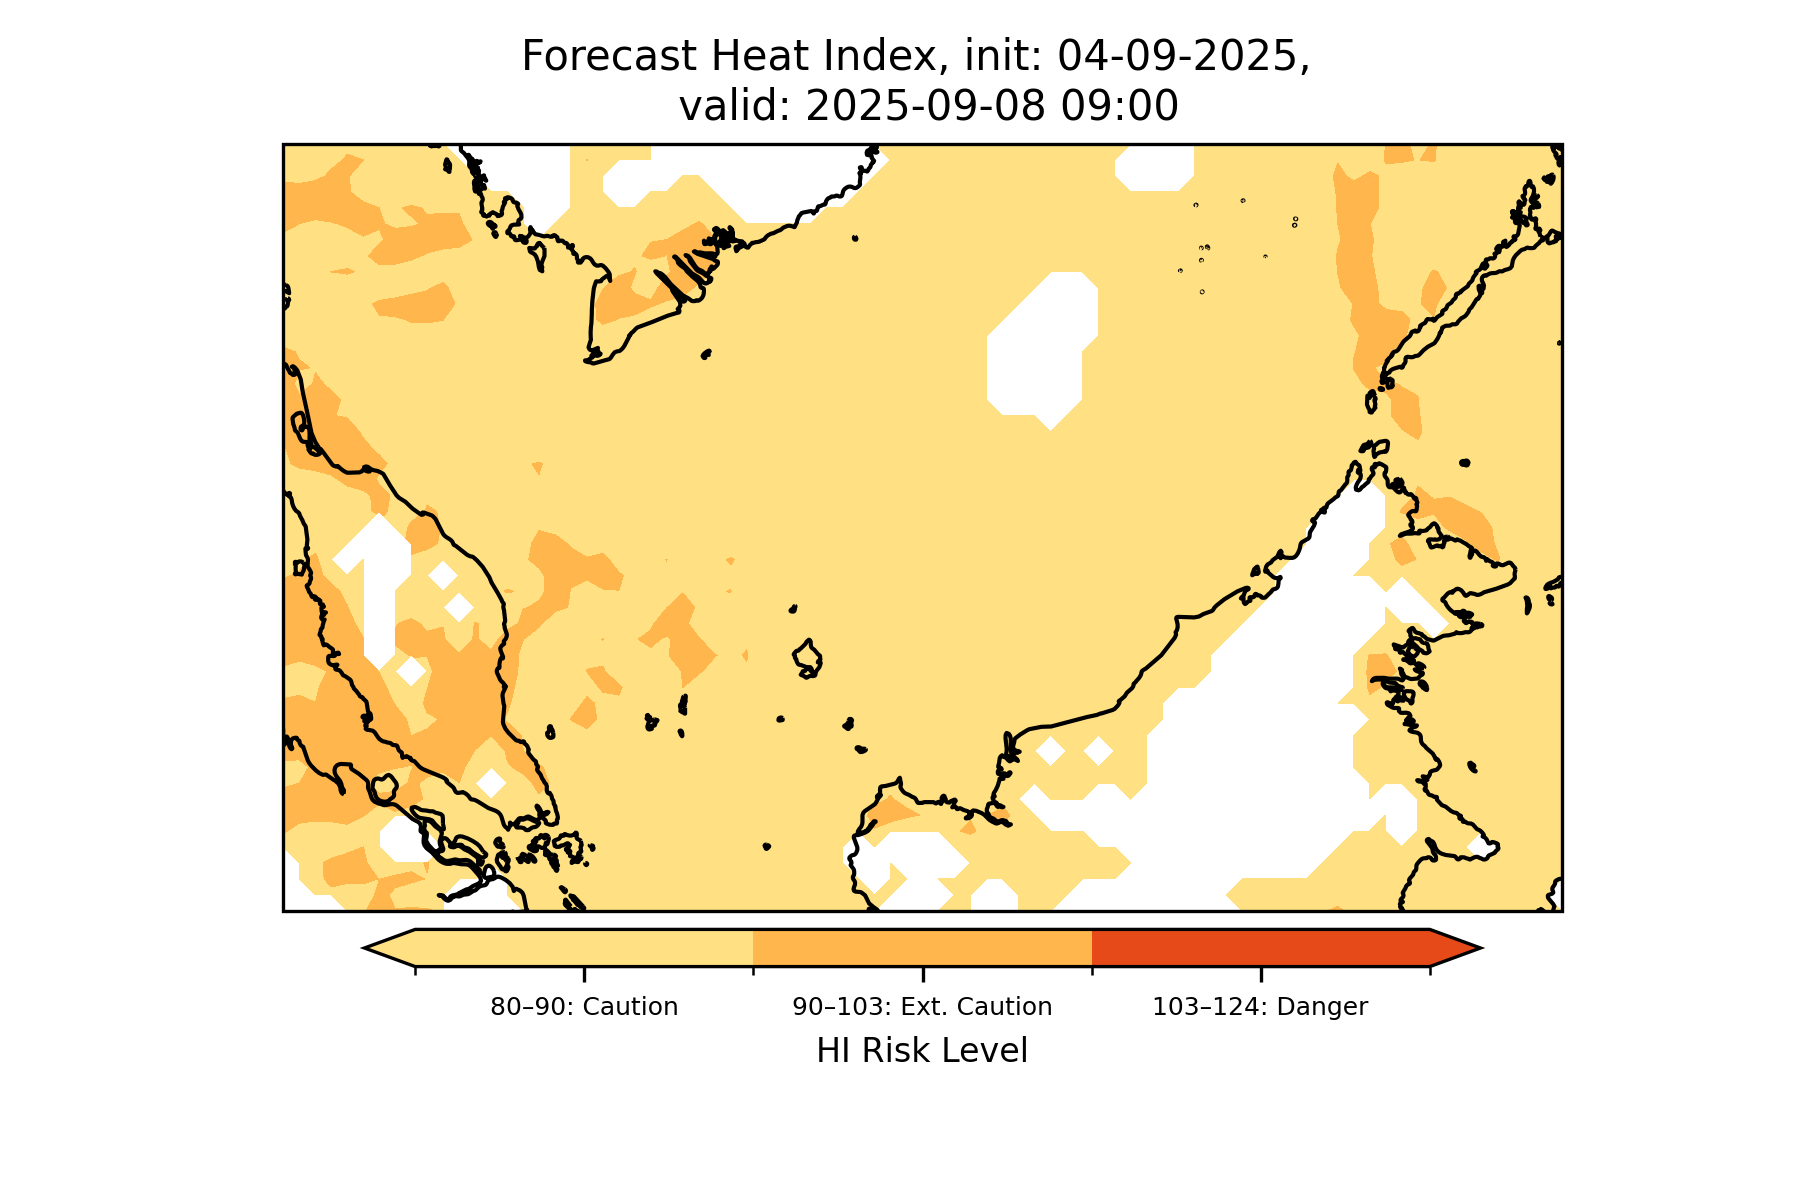 Forecast Heat Index, init: 04-09-2025,
valid: 2025-09-08 09:00
80–90: Caution
90–103: Ext. Caution
103–124: Danger
HI Risk Level